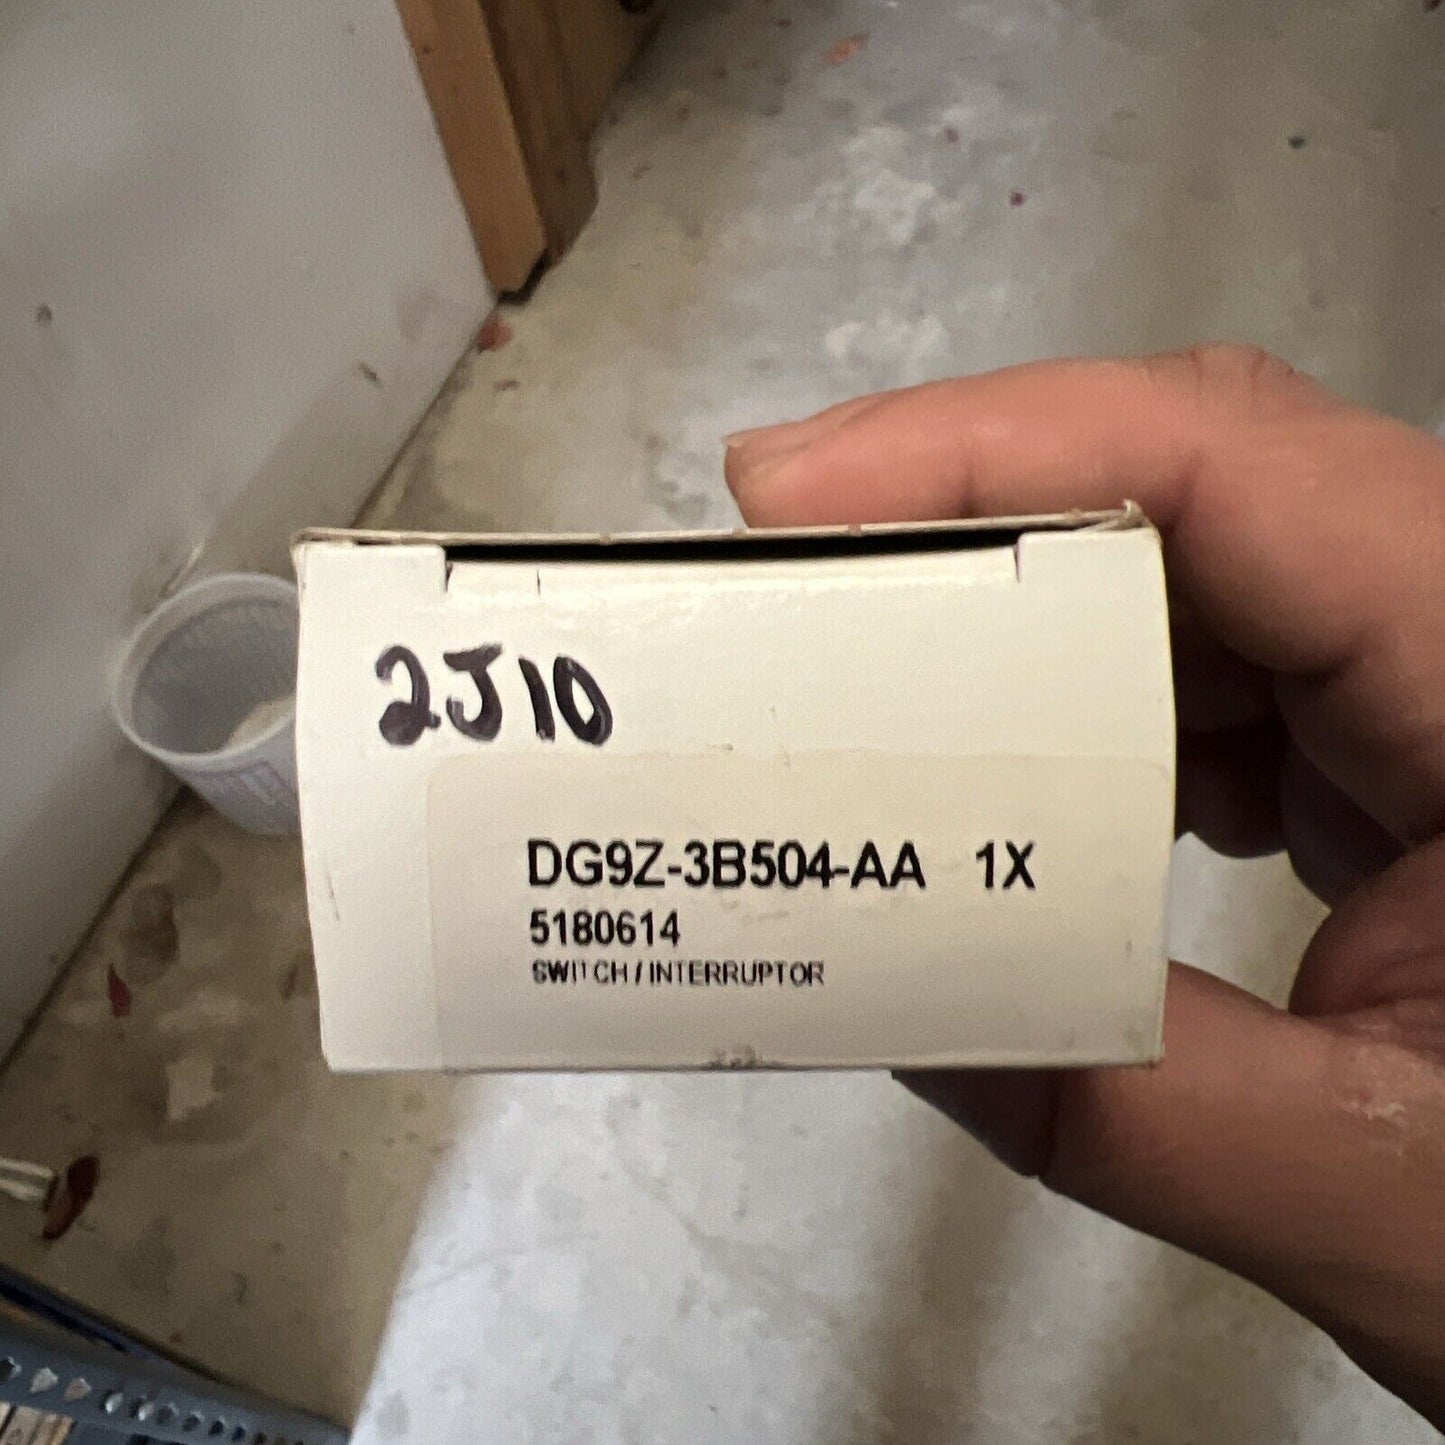 2J10
DG9Z-3B504-AA 1X
5180614
SWITCH / INTERRUPTOR